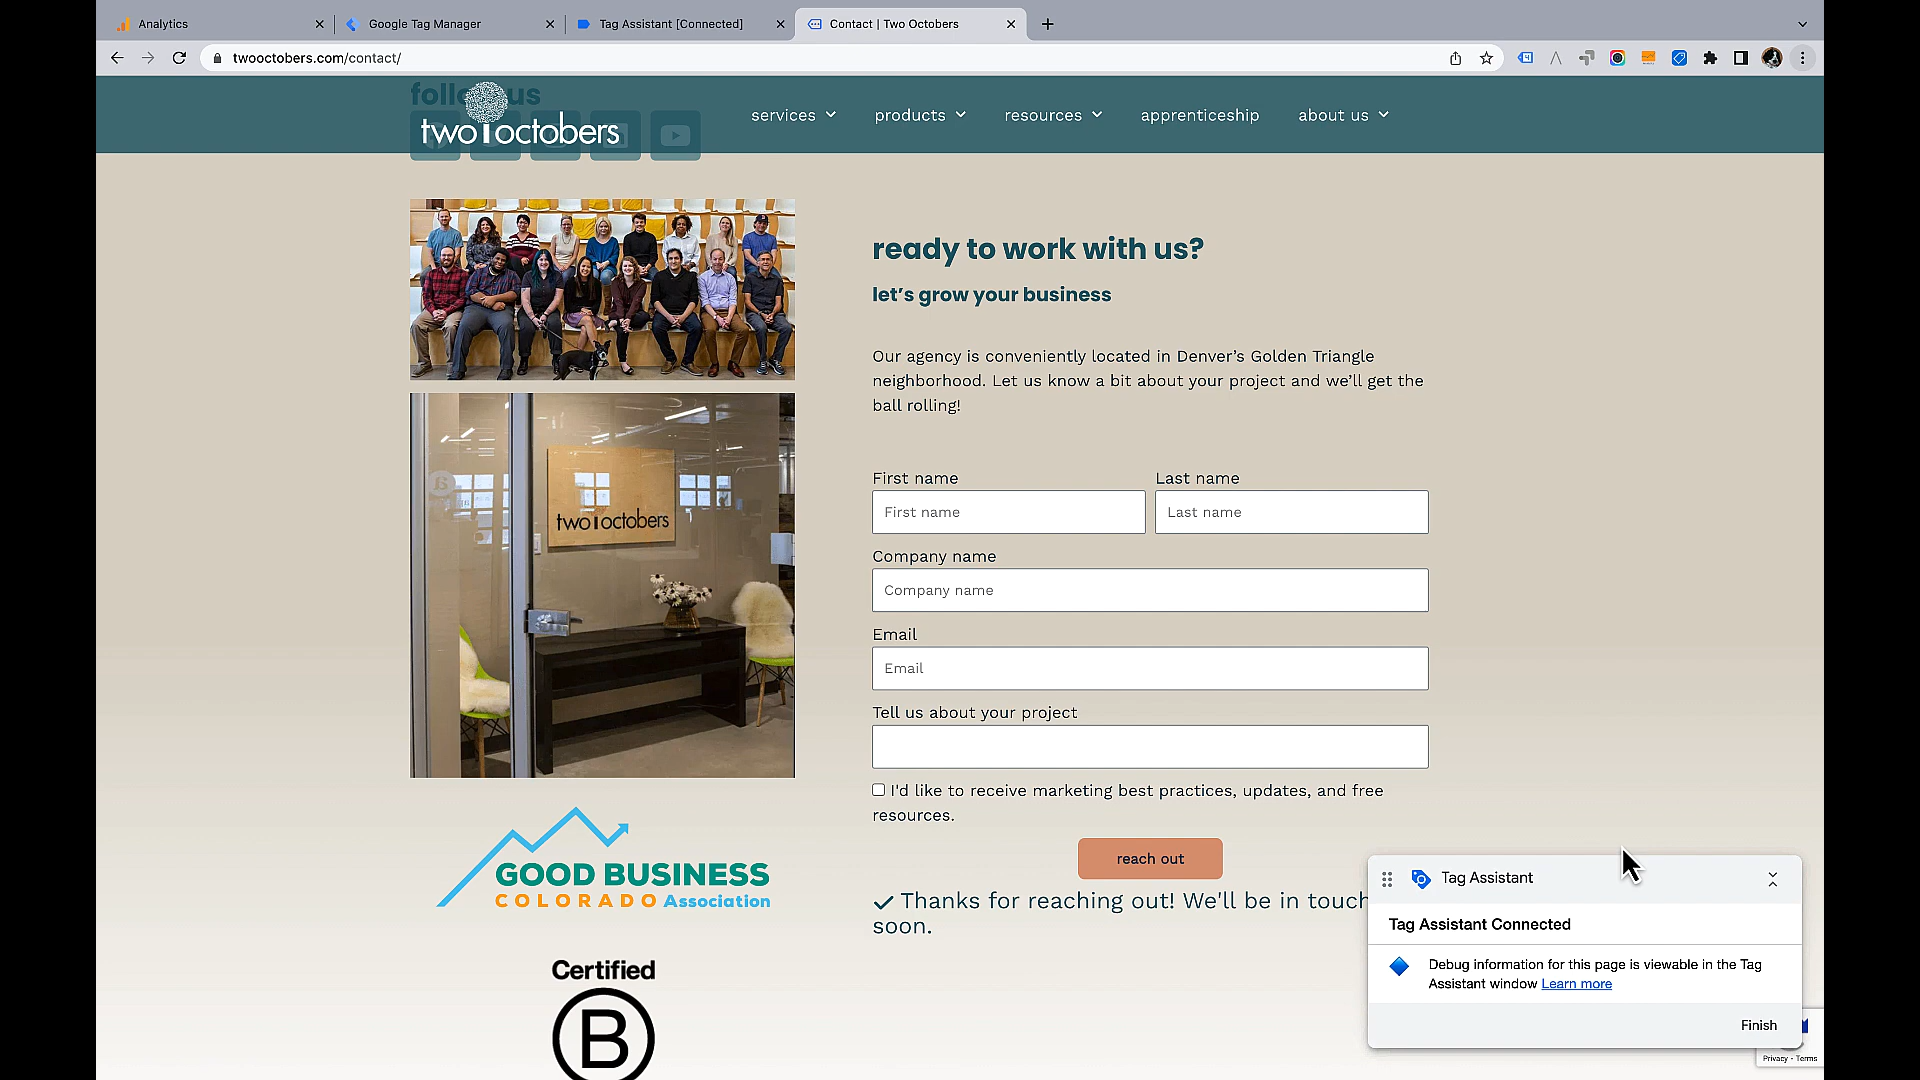 Analytics
Google Tag Manager
Tag Assistant [Connected]
Contact | Two Octobers
twooctobers.com/contact/
two octobers
services
products
resources
apprenticeship
about us
two octobers
GOOD BUSINESS
COLORADO Association
Certified
B
ready to work with us?
let's grow your business
Our agency is conveniently located in Denver's Golden Triangle
neighborhood. Let us know a bit about your project and we'll get the
ball rolling!
First name
Last name
First name
Last name
Company name
Company name
Email
Email
Tell us about your project
I'd like to receive marketing best practices, updates, and free
resources.
reach out
Thanks for reaching out! We'll be in touch
soon.
Tag Assistant
Tag Assistant Connected
Debug information for this page is viewable in the Tag
Assistant window Learn more
Finish
Privacy - Terms